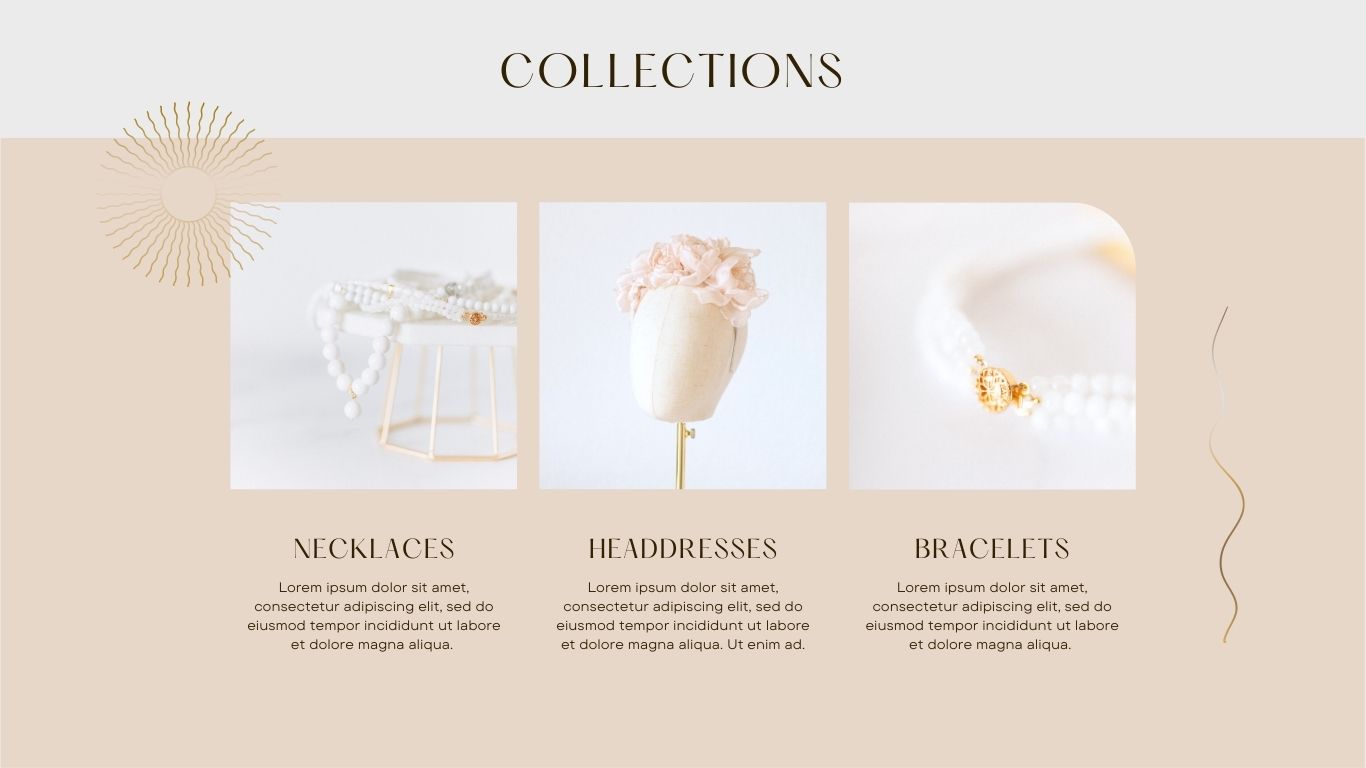 COLLECTIONS
NECKLACES
Lorem ipsum dolor sit amet,
consectetur adipiscing elit, sed do
eiusmod tempor incididunt ut labore
et dolore magna aliqua.
HEADDRESSES
Lorem ipsum dolor sit amet,
consectetur adipiscing elit, sed do
eiusmod tempor incididunt ut labore
et dolore magna aliqua. Ut enim ad.
BRACELETS
Lorem ipsum dolor sit amet,
consectetur adipiscing elit, sed do
eiusmod tempor incididunt ut labore
et dolore magna aliqua.